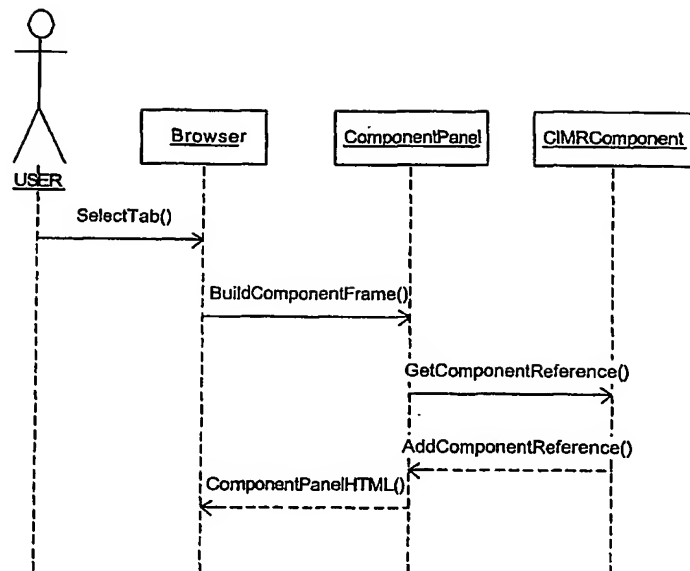 Browser
ComponentPanel
CIMRComponent
USER
SelectTab()
BuildComponentFrame()
GetComponentReference()
AddComponentReference()
ComponentPanelHTML()